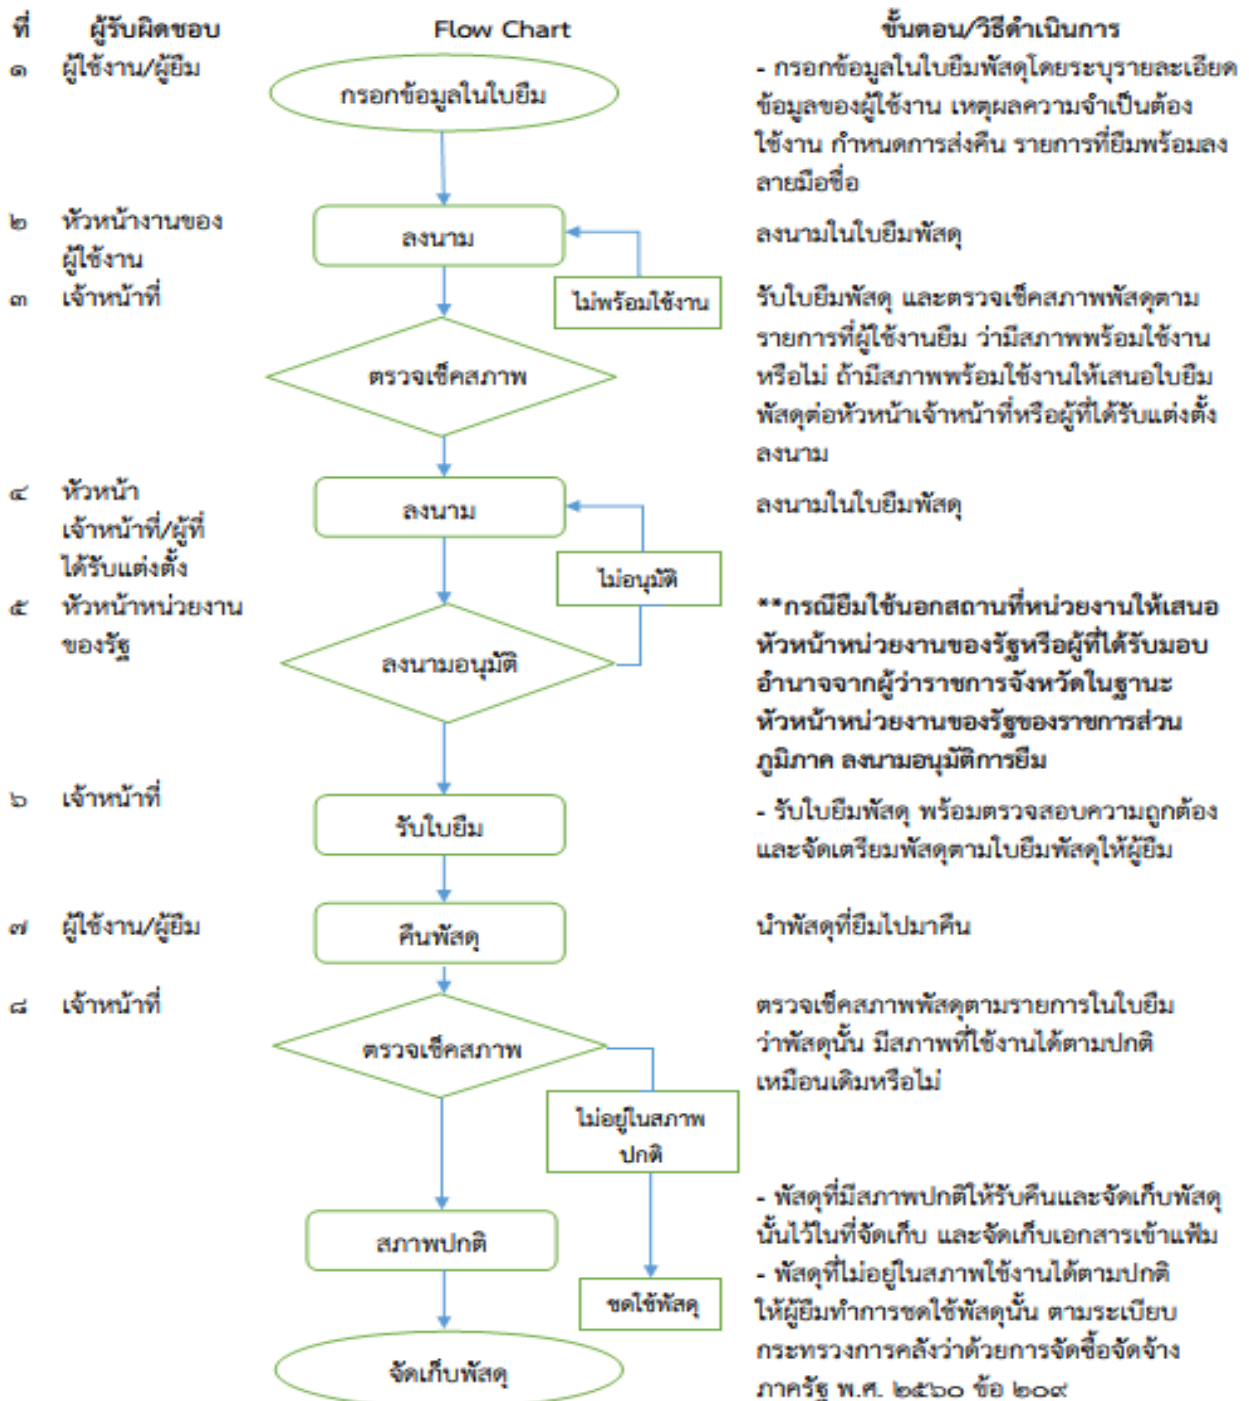 ที่ ผู้รับผิดชอบ Flow Chart ขั้นตอน/วิธีดำเนินการ
๑ ผู้ใช้งาน/ผู้ยืม
กรอกข้อมูลในใบยืม
- กรอกข้อมูลในใบยืมพัสดุโดยระบุรายละเอียด
ข้อมูลของผู้ใช้งาน เหตุผลความจำเป็นต้อง
ใช้งาน กำหนดการส่งคืน รายการที่ยืมพร้อมลง
ลายมือชื่อ
๒ หัวหน้างานของ
ผู้ใช้งาน
ลงนาม
ลงนามในใบยืมพัสดุ
๓ เจ้าหน้าที่
ไม่พร้อมใช้งาน
ตรวจเช็คสภาพ
รับใบยืมพัสดุ และตรวจเช็คสภาพพัสดุตาม
รายการที่ผู้ใช้งานยืม ว่ามีสภาพพร้อมใช้งาน
หรือไม่ ถ้ามีสภาพพร้อมใช้งานให้เสนอใบยืม
พัสดุต่อหัวหน้าเจ้าหน้าที่หรือผู้ที่ได้รับแต่งตั้ง
ลงนาม
๔ หัวหน้า
เจ้าหน้าที่/ผู้ที่
ได้รับแต่งตั้ง
ลงนาม
ลงนามในใบยืมพัสดุ
ไม่อนุมัติ
๕ หัวหน้าหน่วยงาน
ของรัฐ
ลงนามอนุมัติ
**กรณียืมใช้นอกสถานที่หน่วยงานให้เสนอ
หัวหน้าหน่วยงานของรัฐหรือผู้ที่ได้รับมอบ
อำนาจจากผู้ว่าราชการจังหวัดในฐานะ
หัวหน้าหน่วยงานของรัฐของราชการส่วน
ภูมิภาค ลงนามอนุมัติการยืม
๖ เจ้าหน้าที่
รับใบยืม
- รับใบยืมพัสดุ พร้อมตรวจสอบความถูกต้อง
และจัดเตรียมพัสดุตามใบยืมพัสดุให้ผู้ยืม
๗ ผู้ใช้งาน/ผู้ยืม
คืนพัสดุ
นำพัสดุที่ยืมไปมาคืน
๘ เจ้าหน้าที่
ตรวจเช็คสภาพ
ตรวจเช็คสภาพพัสดุตามรายการในใบยืม
ว่าพัสดุนั้น มีสภาพที่ใช้งานได้ตามปกติ
เหมือนเดิมหรือไม่
ไม่อยู่ในสภาพ
ปกติ
สภาพปกติ
- พัสดุที่มีสภาพปกติให้รับคืนและจัดเก็บพัสดุ
นั้นไว้ในที่จัดเก็บ และจัดเก็บเอกสารเข้าแฟ้ม
ชดใช้พัสดุ
- พัสดุที่ไม่อยู่ในสภาพใช้งานได้ตามปกติ
ให้ผู้ยืมทำการชดใช้พัสดุนั้น ตามระเบียบ
กระทรวงการคลังว่าด้วยการจัดซื้อจัดจ้าง
ภาครัฐ พ.ศ. ๒๕๖๐ ข้อ ๒๐๙
จัดเก็บพัสดุ